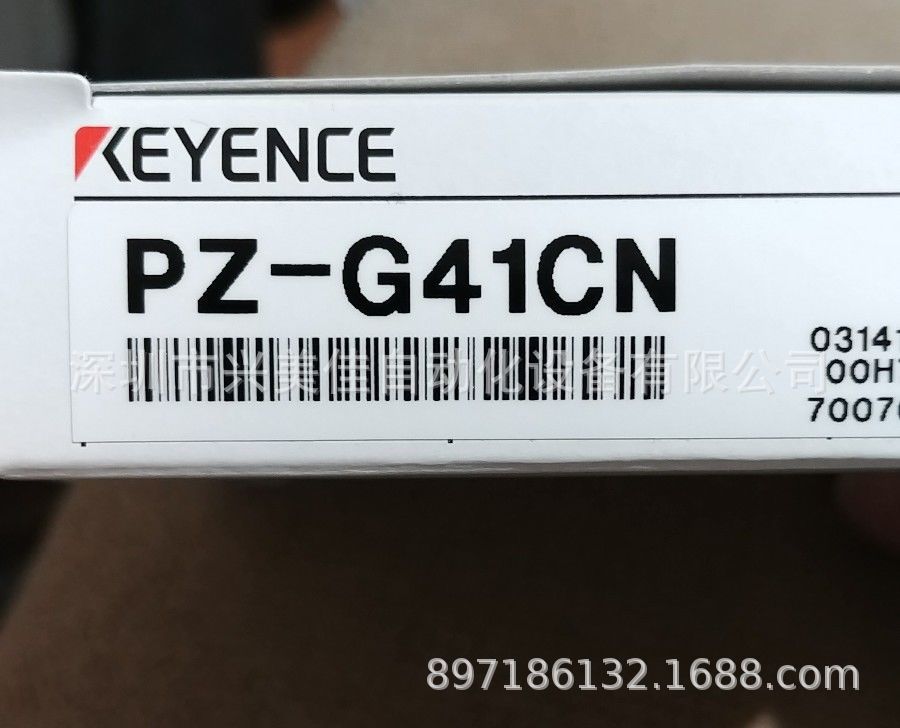 KEYENCE
PZ-G41CN
深圳市兴美佳自动化设备有限公司
03141
00H
7007
897186132.1688.com